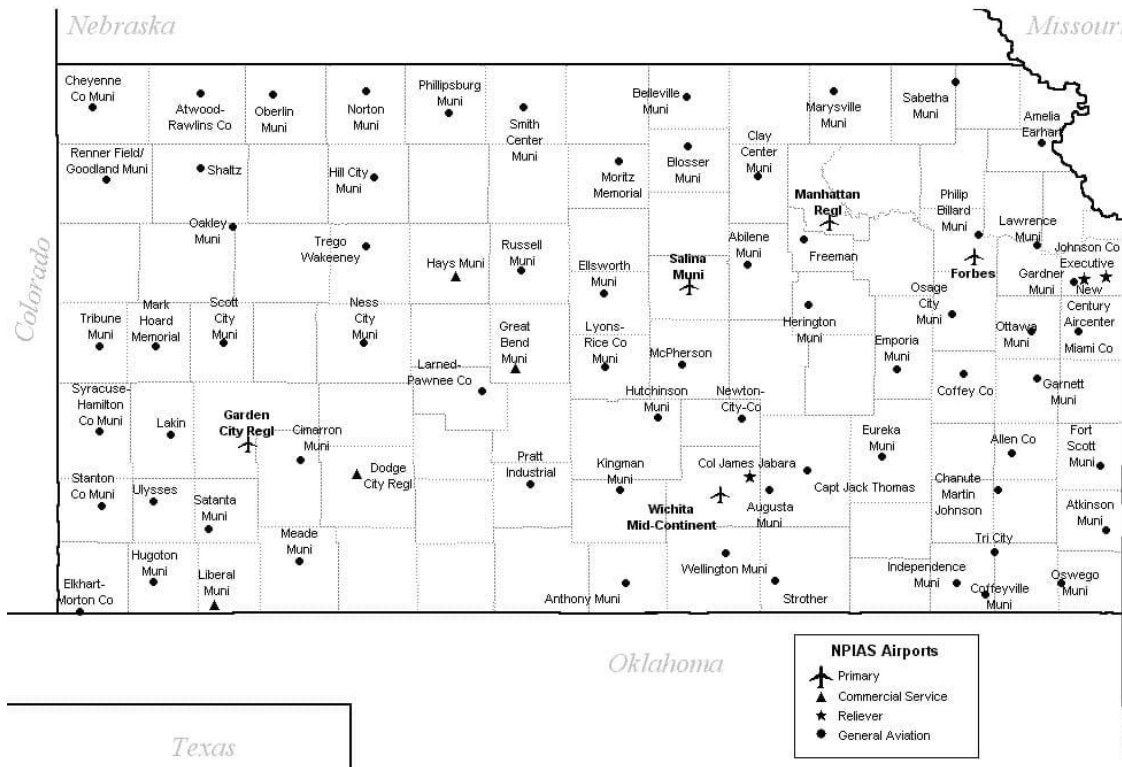 Nebraska
Missouri
Cheyenne
Co Muni
Atwood-
Rawlins Co
Oberlin
Muni
Norton
Muni
Phillipsburg
Muni
Smith
Center
Muni
Belleville
Muni
Marysville
Muni
Sabetha
Muni
Amelia
Earhart
Renner Field/
Goodland Muni
Shaltz
Hill City
Muni
Moritz
Memorial
Blosser
Muni
Clay
Center
Muni
Manhattan
Regl
Philip
Billard
Muni
Lawrence
Muni
Johnson Co
Executive
Oakley
Muni
Trego
Wakeeney
Hays Muni
Russell
Muni
Ellsworth
Muni
Salina
Muni
Abilene
Muni
Freeman
Forbes
Gardner
Muni
New
Century
Aircenter
Colorado
Tribune
Muni
Mark
Hoard
Memorial
Scott
City
Muni
Ness
City
Muni
Great
Bend
Muni
Lyons-
Rice Co
Muni
McPherson
Herington
Muni
Osage
City
Muni
Emporia
Muni
Ottawa
Muni
Miami Co
Larned-
Pawnee Co
Coffey Co
Garnett
Muni
Syracuse-
Hamilton
Co Muni
Lakin
Garden
City Regl
Cimarron
Muni
Hutchinson
Muni
Newton-
City-Co
Eureka
Muni
Allen Co
Fort
Scott
Muni
Stanton
Co Muni
Ulysses
Satanta
Muni
Dodge
City Regl
Pratt
Industrial
Kingman
Muni
Col James Jabara
Capt Jack Thomas
Wichita
Mid-Continent
Augusta
Muni
Chanute
Martin
Johnson
Atkinson
Muni
Meade
Muni
Hugoton
Muni
Liberal
Muni
Elkhart-
Morton Co
Anthony Muni
Wellington Muni
Strother
Tri City
Independence
Muni
Coffeyville
Muni
Oswego
Muni
Oklahoma
Texas
NPIAS Airports
Primary
Commercial Service
Reliever
General Aviation